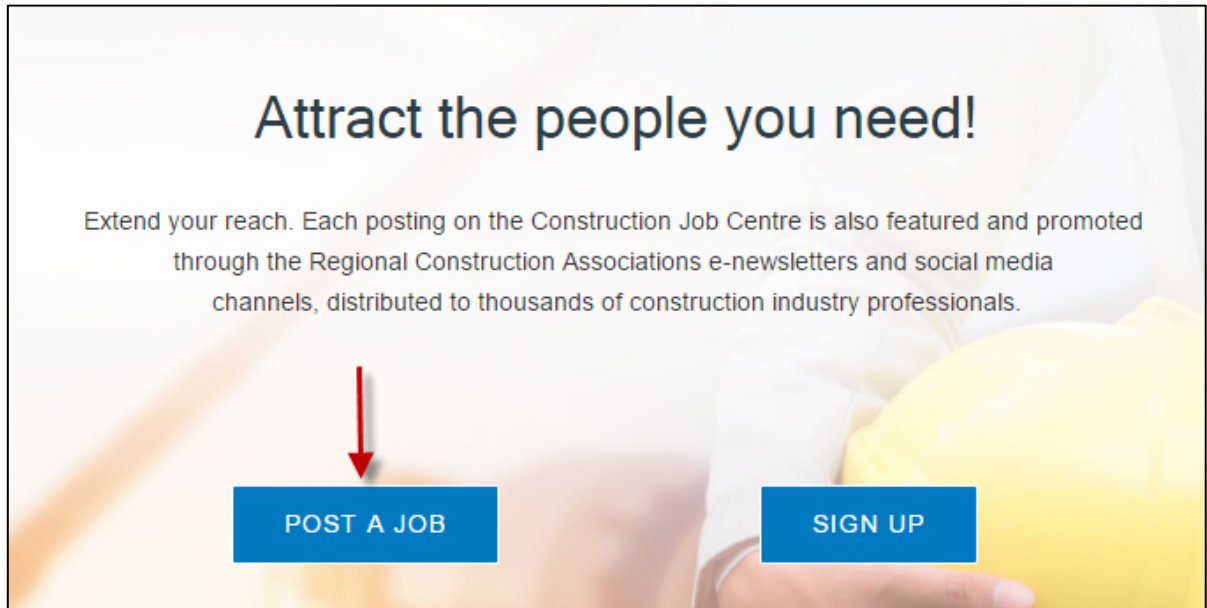 Attract the people you need!
Extend your reach. Each posting on the Construction Job Centre is also featured and promoted
through the Regional Construction Associations e-newsletters and social media
channels, distributed to thousands of construction industry professionals.
POST A JOB
SIGN UP